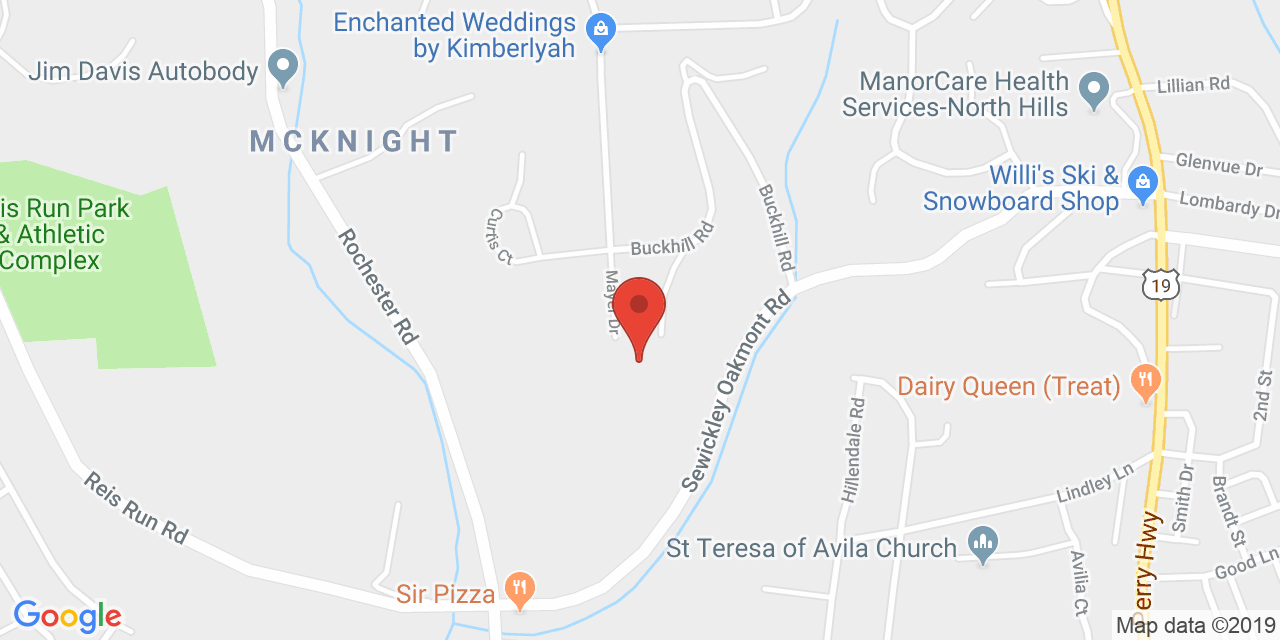 Enchanted Weddings
by Kimberlyah
Jim Davis Autobody
ManorCare Health
Services-North Hills
Lillian Rd
MCKNIGHT
Glenvue Dr
Willi's Ski &
Snowboard Shop
Lombardy Dr
Reis Run Park
& Athletic
Complex
Curtis Ct
Buckhill Rd
Buckhill Rd
Rochester Rd
Mayer Dr
19
Sewickley Oakmont Rd
Dairy Queen (Treat)
2nd St
Hillendale Rd
Lindley Ln
Smith Dr
Brandt St
Reis Run Rd
St Teresa of Avila Church
Perry Hwy
Good Ln
Avilia Ct
Sir Pizza
Google
Map data ©2019